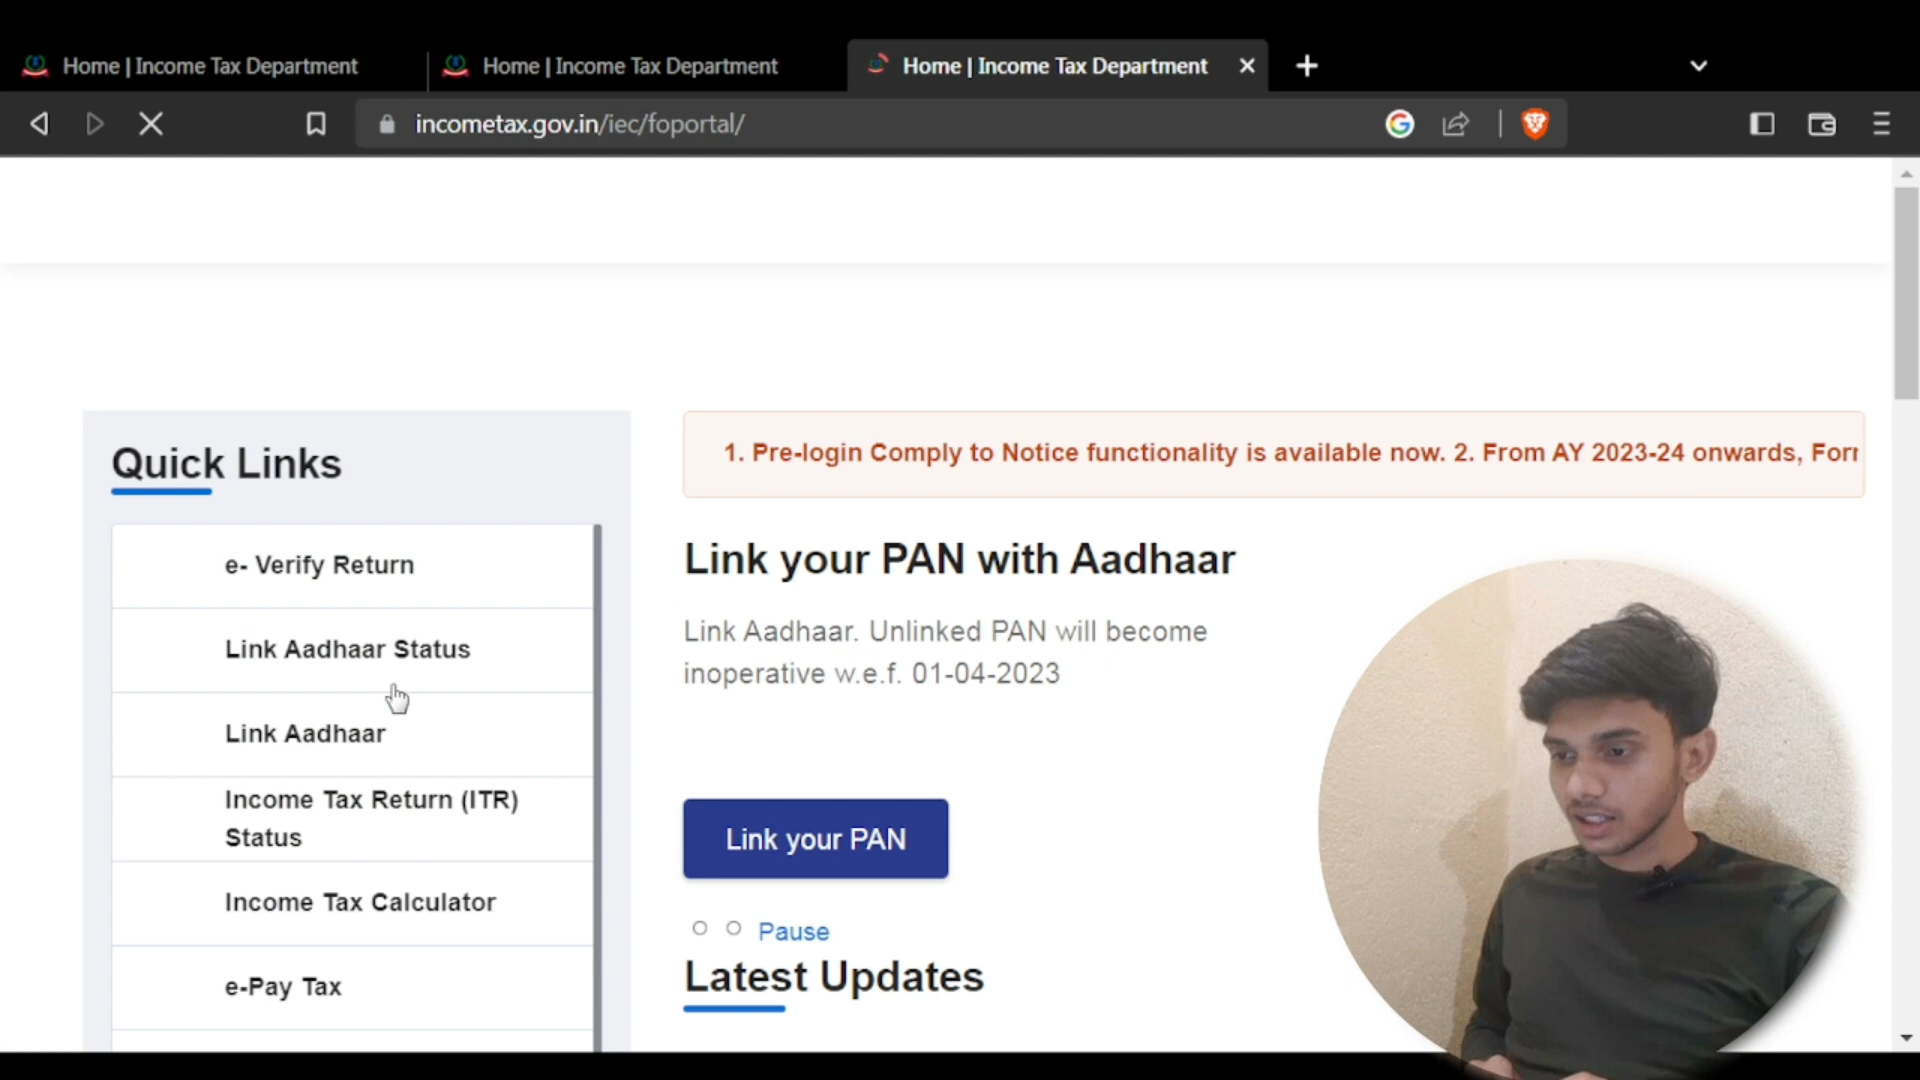 Home | Income Tax Department
Home | Income Tax Department
Home | Income Tax Department
incometax.gov.in/iec/foportal/
Quick Links
e- Verify Return
Link Aadhaar Status
Link Aadhaar
Income Tax Return (ITR)
Status
Income Tax Calculator
e-Pay Tax
1. Pre-login Comply to Notice functionality is available now. 2. From AY 2023-24 onwards, For
Link your PAN with Aadhaar
Link Aadhaar. Unlinked PAN will become
inoperative w.e.f. 01-04-2023
Link your PAN
Pause
Latest Updates